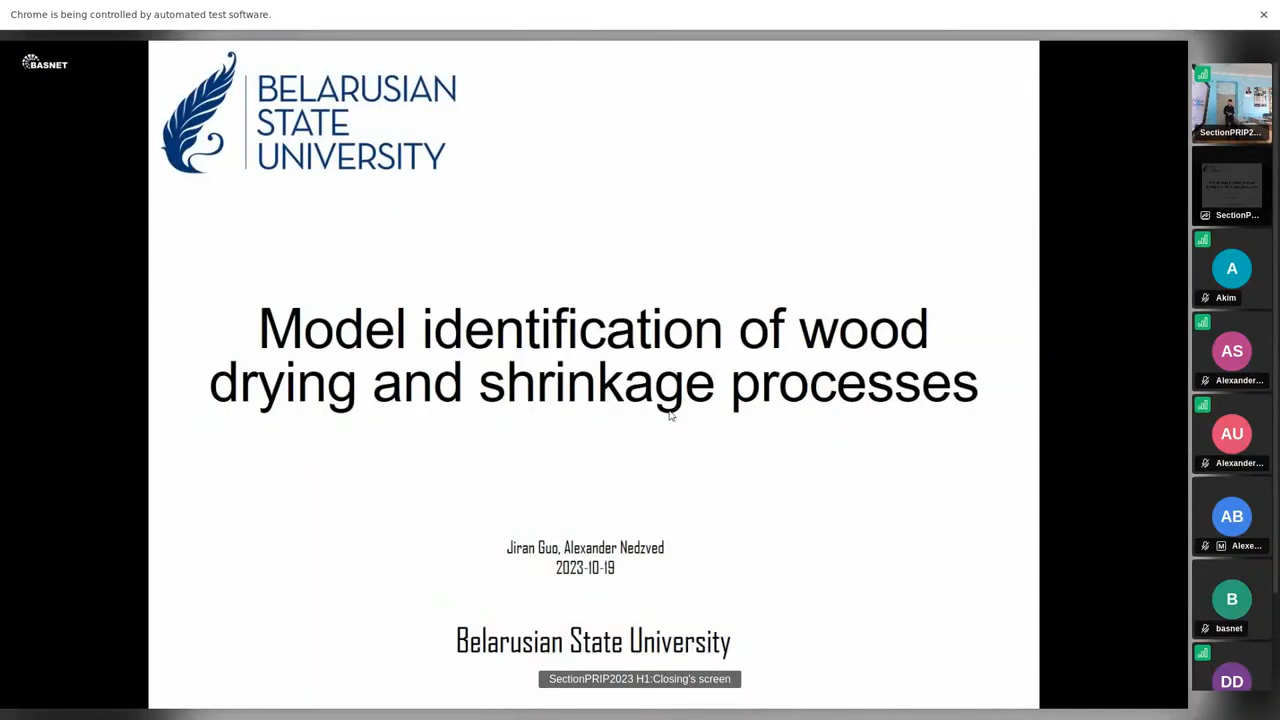 Chrome is being controlled by automated test software.
BASNET
BELARUSIAN
STATE
UNIVERSITY
Model identification of wood
drying and shrinkage processes
Jiran Guo, Alexander Nedzved
2023-10-19
Belarusian State University
SectionPRIP2023 H1:Closing's screen
SectionPRIP2...
SectionP...
A
Akim
AS
Alexander...
AU
Alexander...
AB
M
Alexe...
B
basnet
DD